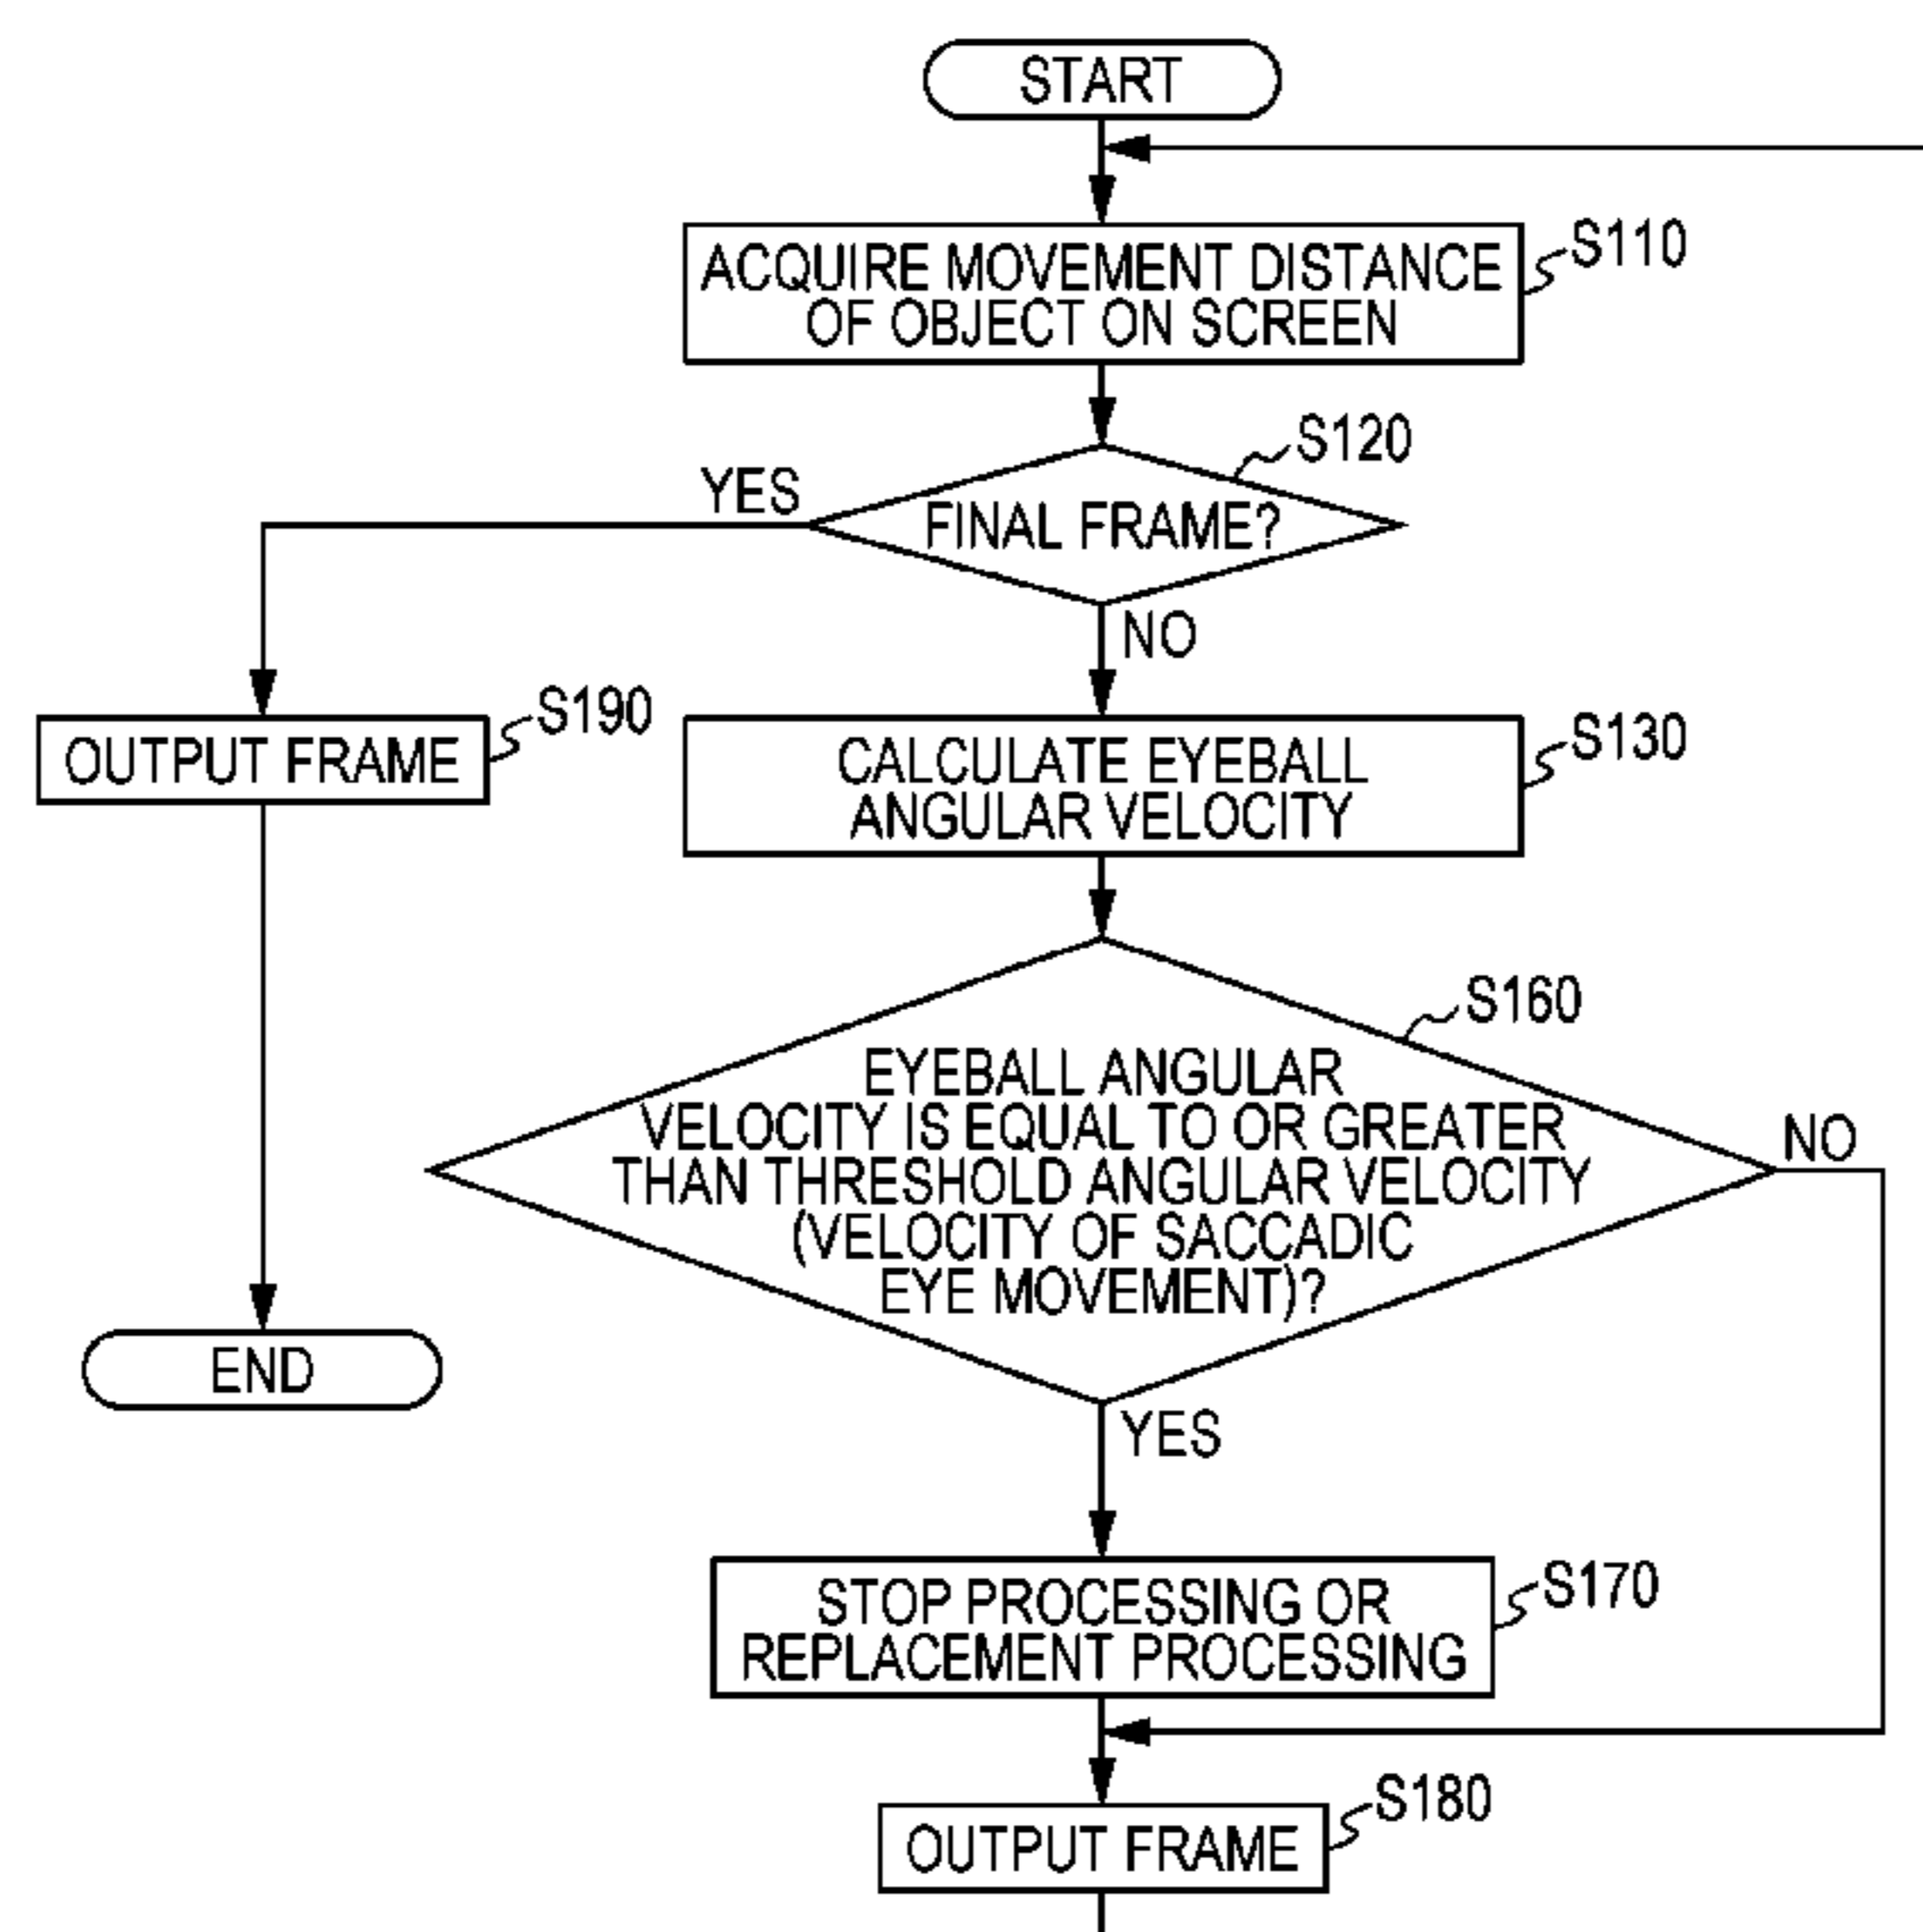 START
ACQUIRE MOVEMENT DISTANCE
OF OBJECT ON SCREEN
S110
S120
FINAL FRAME?
YES
NO
OUTPUT FRAME
S190
CALCULATE EYEBALL
ANGULAR VELOCITY
S130
S160
EYEBALL ANGULAR
VELOCITY IS EQUAL TO OR GREATER
THAN THRESHOLD ANGULAR VELOCITY
(VELOCITY OF SACCADIC
EYE MOVEMENT)?
NO
END
YES
STOP PROCESSING OR
REPLACEMENT PROCESSING
S170
S180
OUTPUT FRAME